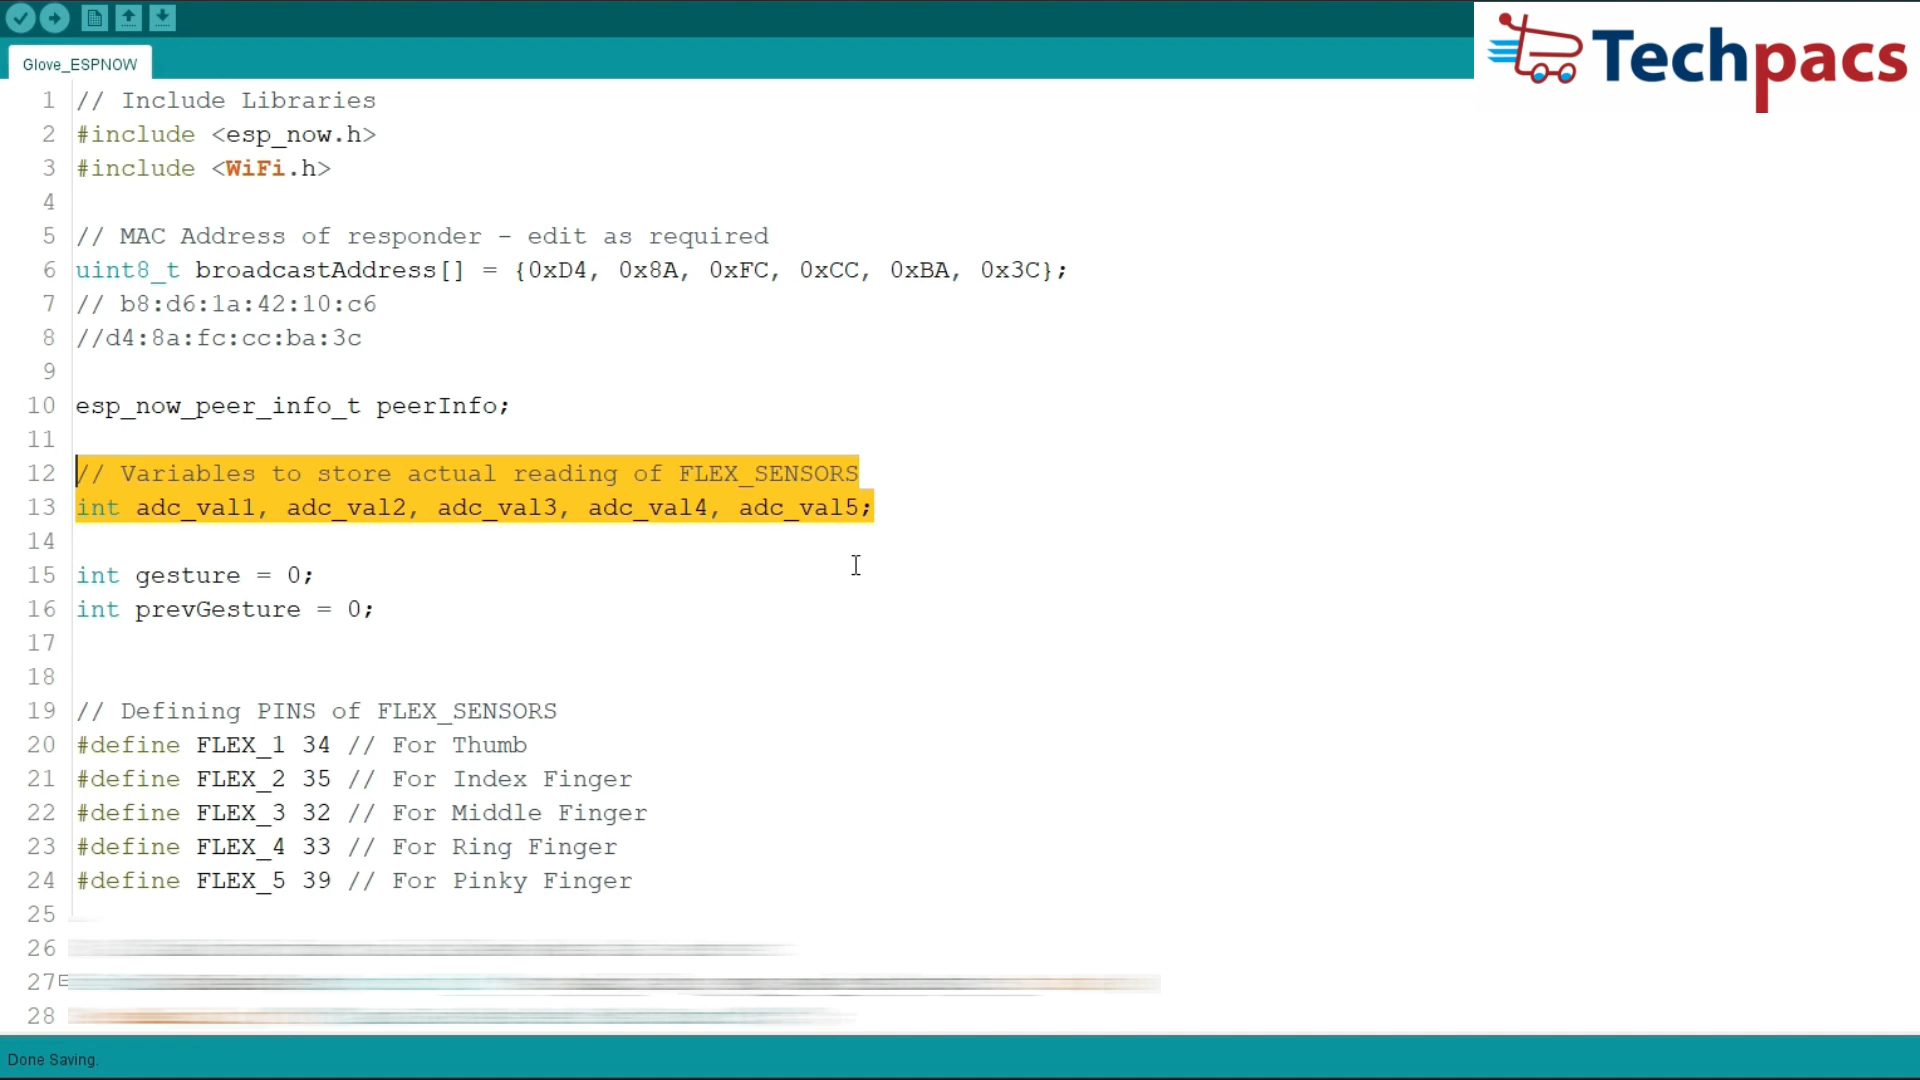 Techpacs
Glove_ESPNOW
1 // Include Libraries
2 #include <esp_now.h>
3 #include <WiFi.h>
4
5 // MAC Address of responder - edit as required
6 uint8_t broadcastAddress[] = {0xD4, 0x8A, 0xFC, 0xCC, 0xBA, 0x3C};
7 // b8:d6:1a:42:10:c6
8 //d4:8a:fc:cc:ba:3c
9
10 esp_now_peer_info_t peerInfo;
11
12 // Variables to store actual reading of FLEX_SENSORS
13 int adc_val1, adc_val2, adc_val3, adc_val4, adc_val5;
14
15 int gesture = 0;
16 int prevGesture = 0;
17
18
19 // Defining PINS of FLEX_SENSORS
20 #define FLEX_1 34 // For Thumb
21 #define FLEX_2 35 // For Index Finger
22 #define FLEX_3 32 // For Middle Finger
23 #define FLEX_4 33 // For Ring Finger
24 #define FLEX_5 39 // For Pinky Finger
25
26
27
28
Done Saving.